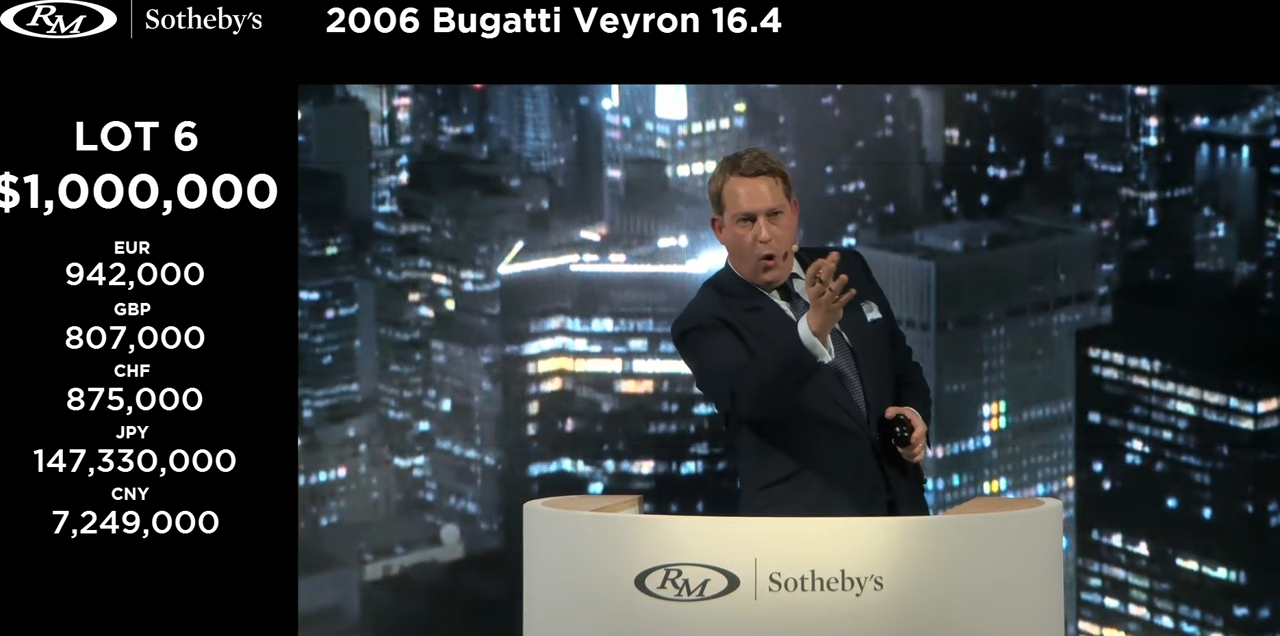 RM Sotheby's
2006 Bugatti Veyron 16.4
LOT 6
$1,000,000
EUR
942,000
GBP
807,000
CHF
875,000
JPY
147,330,000
CNY
7,249,000
RM Sotheby's